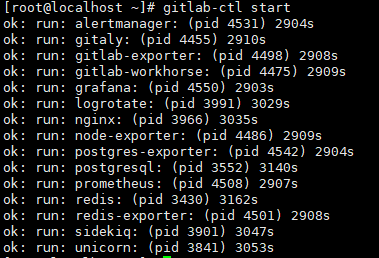 [root@localhost ~]# gitlab-ctl start
ok: run: alertmanager: (pid 4531) 2904s
ok: run: gitaly: (pid 4455) 2910s
ok: run: gitlab-exporter: (pid 4498) 2908s
ok: run: gitlab-workhorse: (pid 4475) 2909s
ok: run: grafana: (pid 4550) 2903s
ok: run: logrotate: (pid 3991) 3029s
ok: run: nginx: (pid 3966) 3035s
ok: run: node-exporter: (pid 4486) 2909s
ok: run: postgres-exporter: (pid 4542) 2904s
ok: run: postgresql: (pid 3552) 3140s
ok: run: prometheus: (pid 4508) 2907s
ok: run: redis: (pid 3430) 3162s
ok: run: redis-exporter: (pid 4501) 2908s
ok: run: sidekiq: (pid 3901) 3047s
ok: run: unicorn: (pid 3841) 3053s